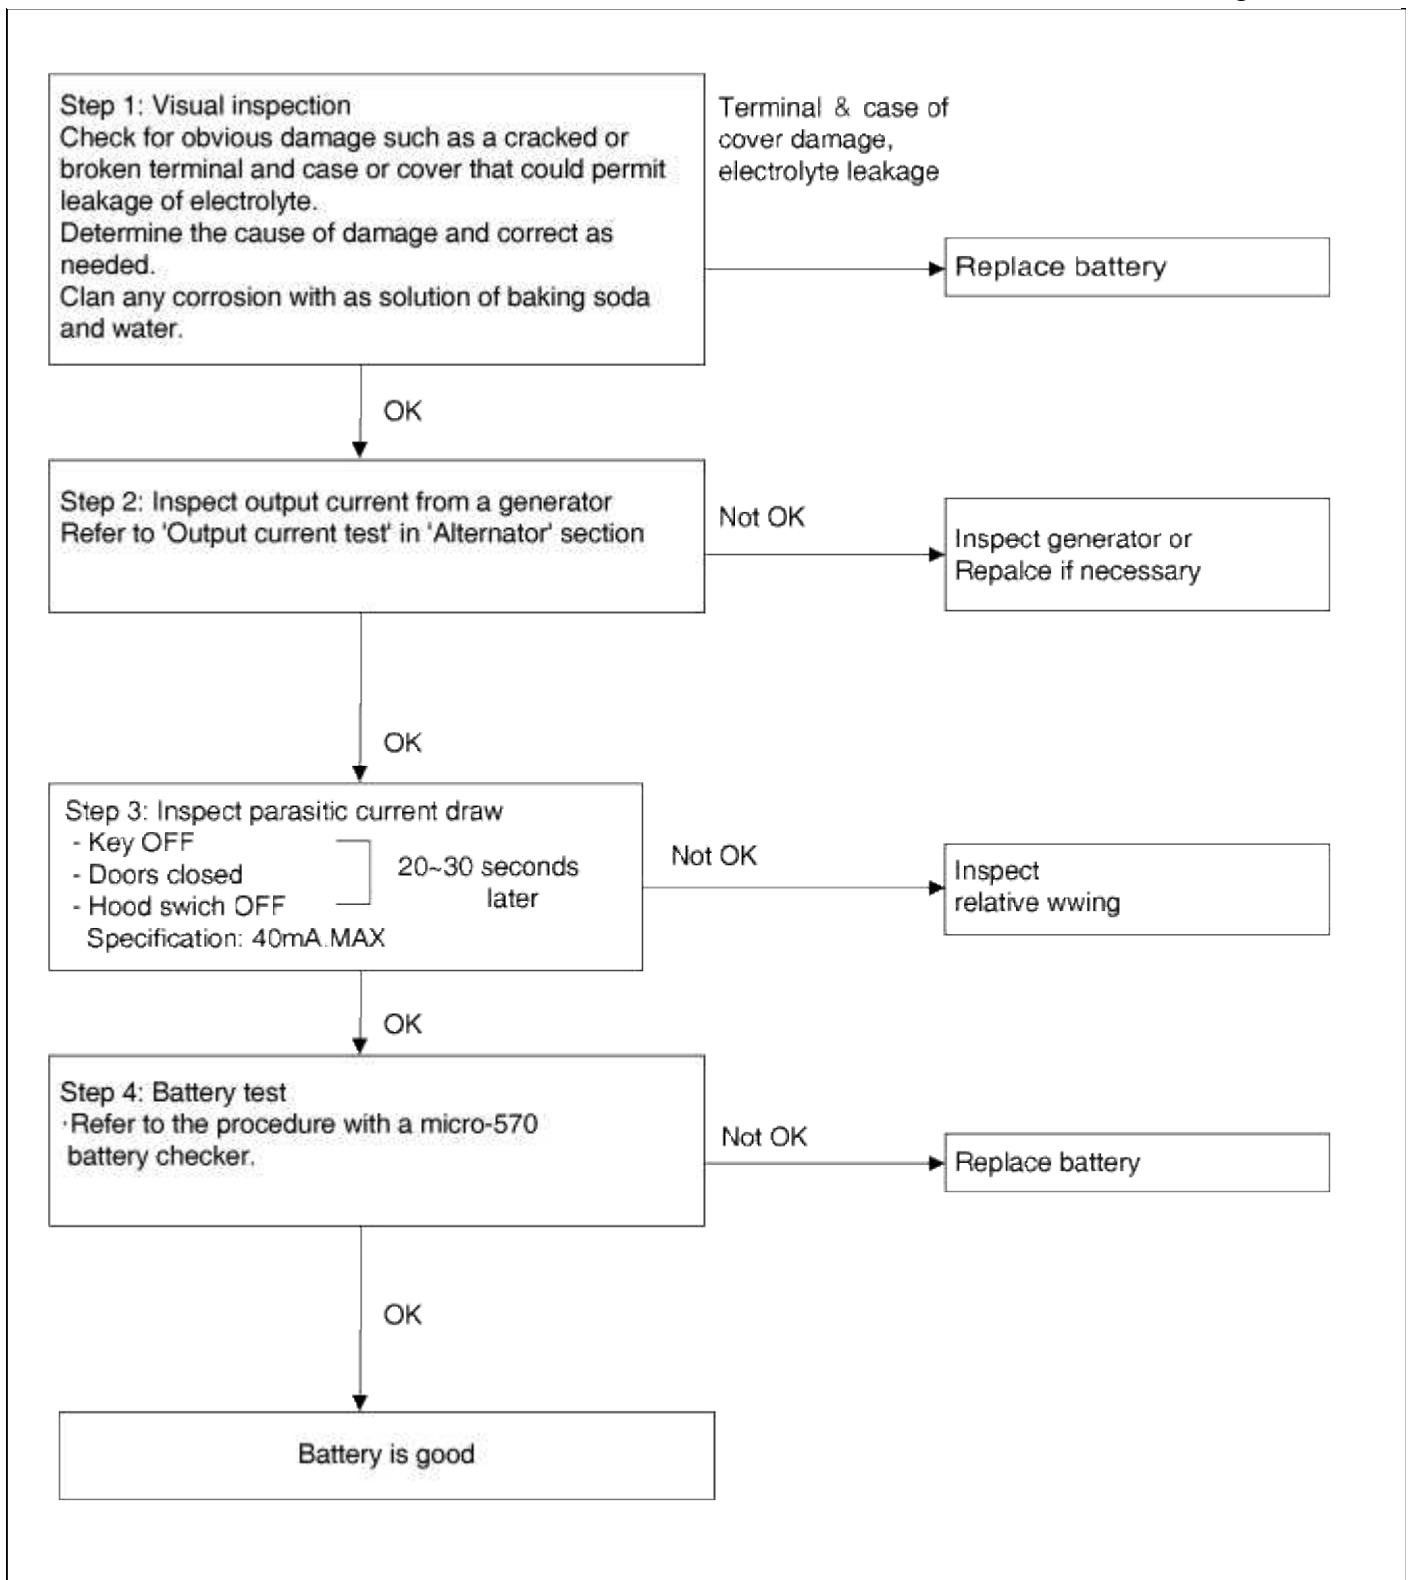 Step 1: Visual inspection
Check for obvious damage such as a cracked or
broken terminal and case or cover that could permit
leakage of electrolyte.
Determine the cause of damage and correct as
needed.
Clan any corrosion with as solution of baking soda
and water.
Terminal & case of
cover damage,
electrolyte leakage
Replace battery
OK
Step 2: Inspect output current from a generator
Refer to 'Output current test' in 'Alternator' section
Not OK
Inspect generator or
Repalce if necessary
OK
Step 3: Inspect parasitic current draw
- Key OFF
- Doors closed
- Hood swich OFF
20~30 seconds
later
Specification: 40mA.MAX
Not OK
Inspect
relative wwing
OK
Step 4: Battery test
·Refer to the procedure with a micro-570
battery checker.
Not OK
Replace battery
OK
Battery is good